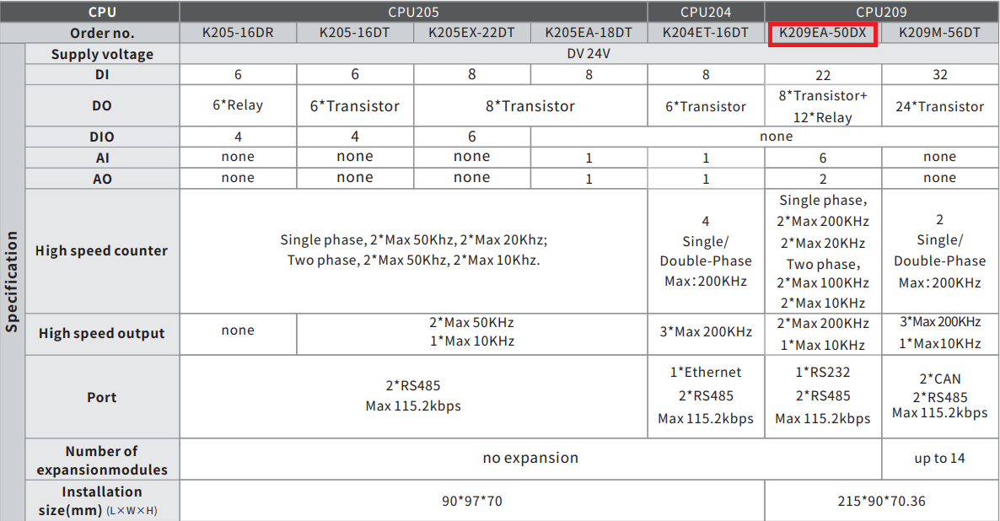 CPU CPU205 CPU204 CPU209
Order no. K205-16DR K205-16DT K205EX-22DT K205EA-18DT K204ET-16DT K209EA-50DX K209M-56DT
Specification
Supply voltage DV 24V
DI 6 6 8 8 8 22 32
DO 6*Relay 6*Transistor 8*Transistor 6*Transistor 8*Transistor+
12*Relay 24*Transistor
DIO 4 4 6 none
AI none none none 1 1 6 none
AO none none none 1 1 2 none
High speed counter
Single phase, 2*Max 50Khz, 2*Max 20Khz;
Two phase, 2*Max 50Khz, 2*Max 10Khz.
4
Single/
Double-Phase
Max：200KHz
Single phase，
2*Max 200KHz
2*Max 20KHz
Two phase，
2*Max 100KHz
2*Max 10KHz
2
Single/
Double-Phase
Max：200KHz
High speed output
none
2*Max 50KHz
1*Max 10KHz
3*Max 200KHz
2*Max 200KHz
1*Max 10KHz
3*Max 200KHz
1*Max10KHz
Port
2*RS485
Max 115.2kbps
1*Ethernet
2*RS485
Max 115.2kbps
1*RS232
2*RS485
Max 115.2kbps
2*CAN
2*RS485
Max 115.2kbps
Number of
expansionmodules
no expansion
up to 14
Installation
size(mm) (L×W×H)
90*97*70
215*90*70.36